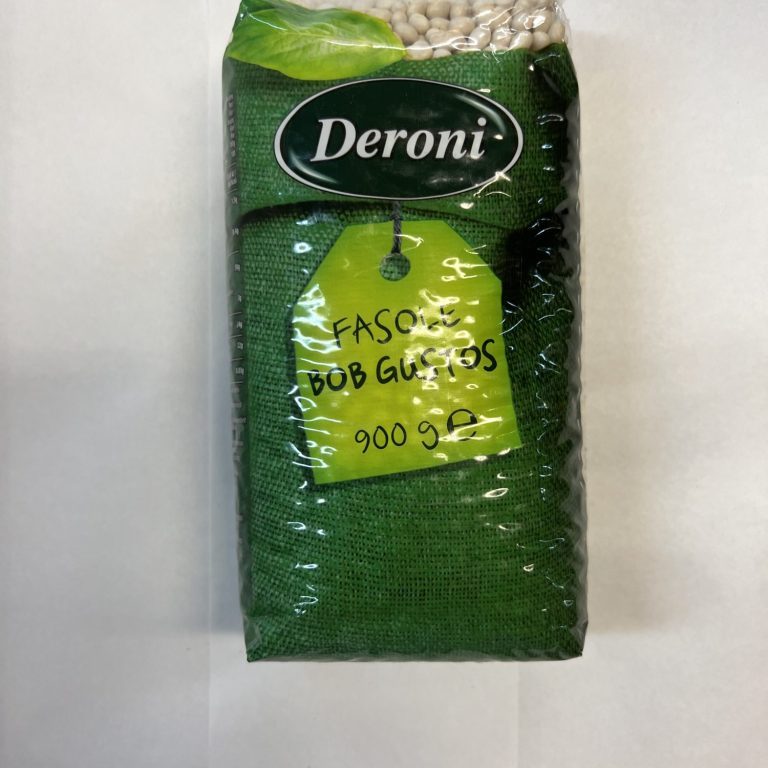 Deroni
FASOLE
BOB GUSTOS
900 g e